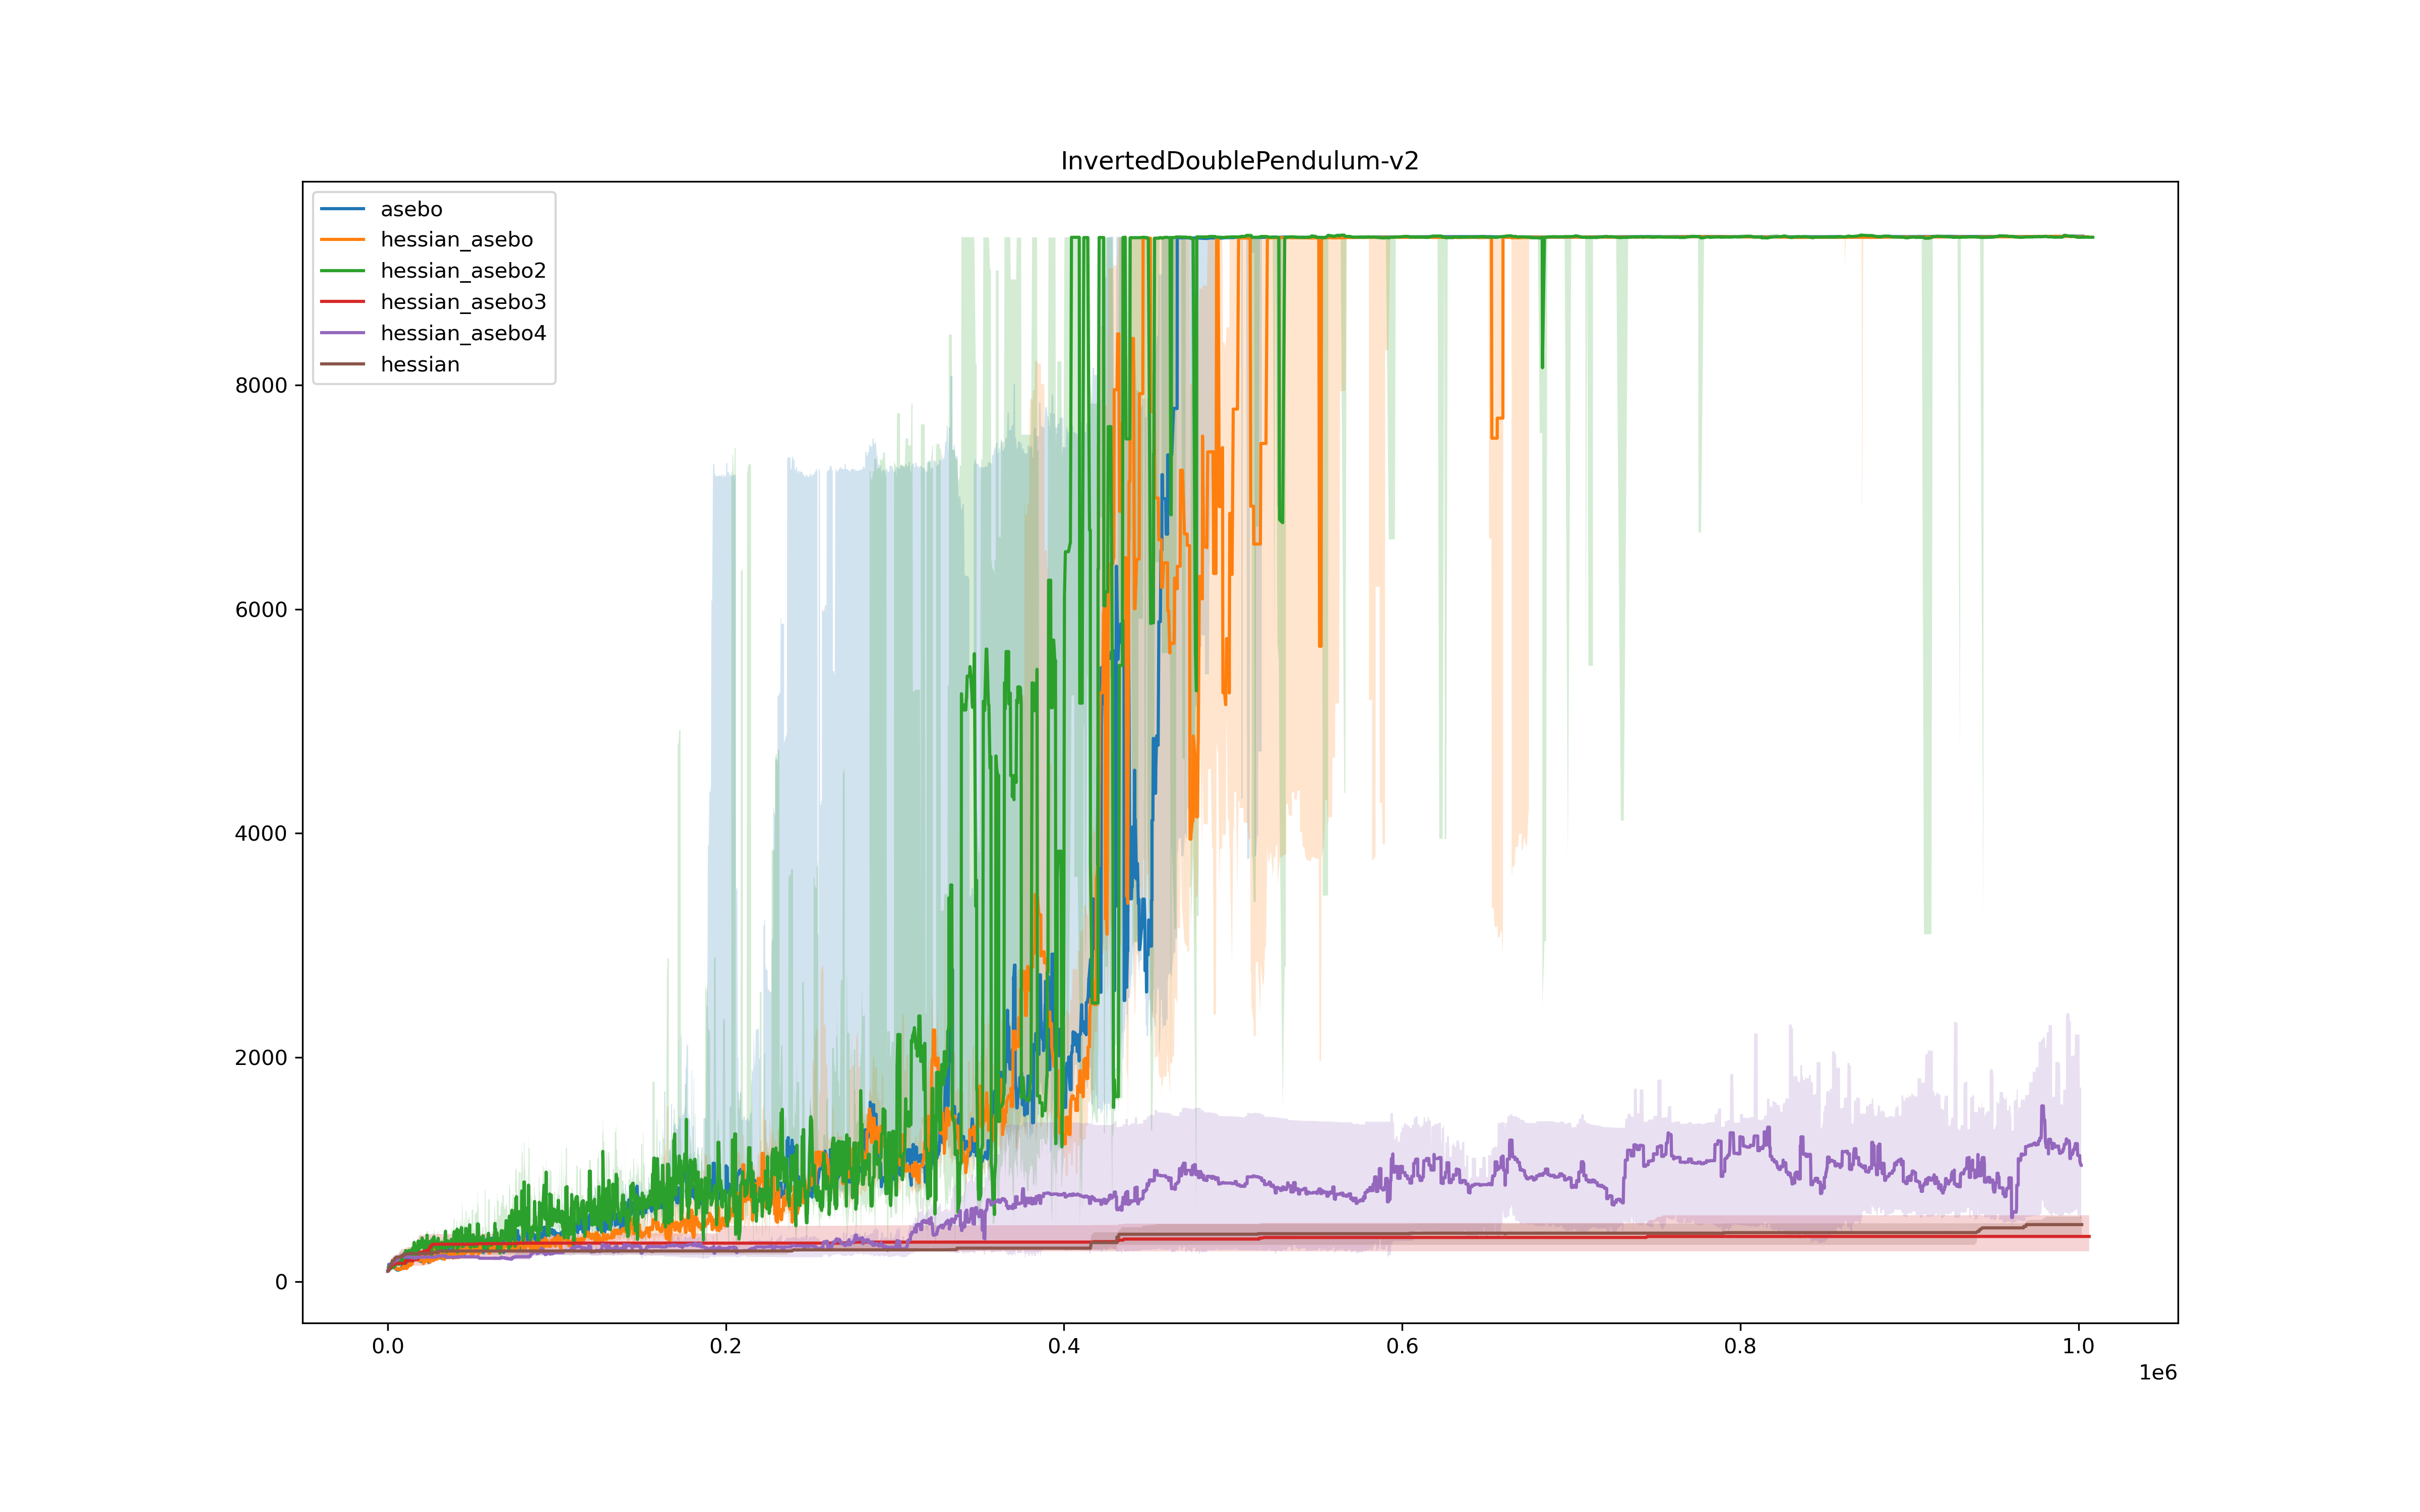 InvertedDoublePendulum-v2
asebo
hessian_asebo
hessian_asebo2
hessian_asebo3
hessian_asebo4
hessian
8000
6000
4000
2000
0
0.0 0.2 0.4 0.6 0.8 1.0
1e6